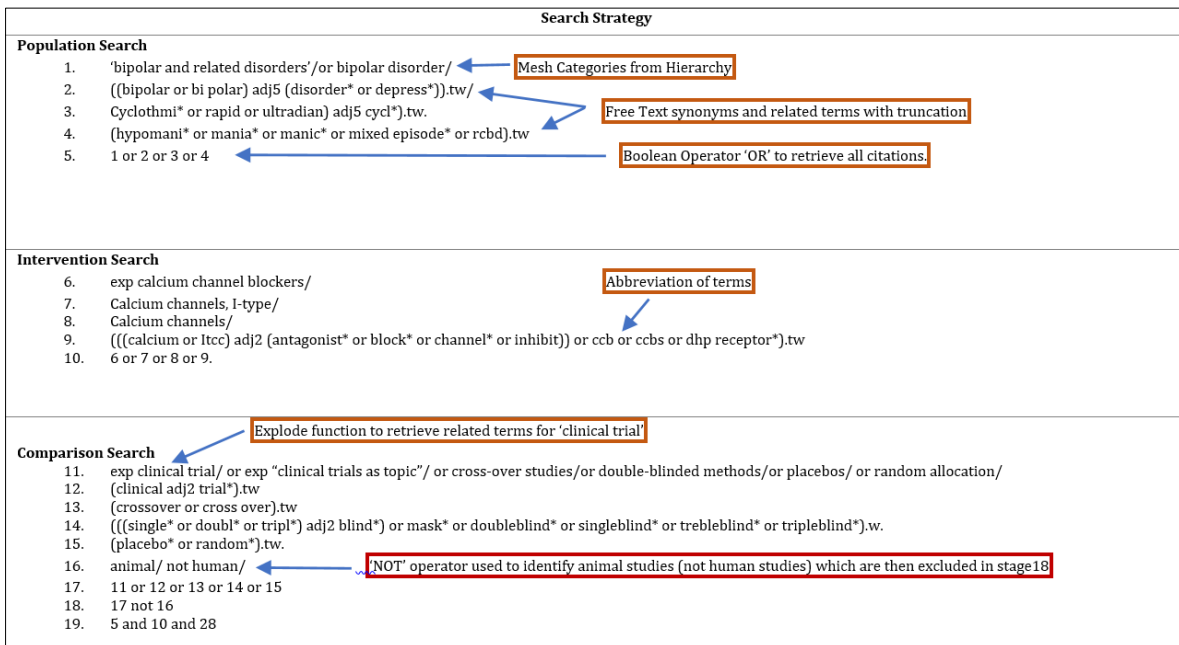 Search Strategy
Population Search
1. ‘bipolar and related disorders’/or bipolar disorder/
Mesh Categories from Hierarchy
2. ((bipolar or bi polar) adj5 (disorder* or depress*)).tw/
3. Cyclothmi* or rapid or ultradian) adj5 cycl*).tw.
Free Text synonyms and related terms with truncation
4. (hypomani* or mania* or manic* or mixed episode* or rcbd).tw
5. 1 or 2 or 3 or 4
Boolean Operator ‘OR’ to retrieve all citations.
Intervention Search
6. exp calcium channel blockers/
Abbreviation of terms
7. Calcium channels, I-type/
8. Calcium channels/
9. (((calcium or Itcc) adj2 (antagonist* or block* or channel* or inhibit)) or ccb or ccbs or dhp receptor*).tw
10. 6 or 7 or 8 or 9.
Explode function to retrieve related terms for ‘clinical trial’
Comparison Search
11. exp clinical trial/ or exp “clinical trials as topic”/ or cross-over studies/or double-blinded methods/or placebos/ or random allocation/
12. (clinical adj2 trial*).tw
13. (crossover or cross over).tw
14. (((single* or doubl* or tripl*) adj2 blind*) or mask* or doubleblind* or singleblind* or trebleblind* or tripleblind*).w.
15. (placebo* or random*).tw.
16. animal/ not human/
‘NOT’ operator used to identify animal studies (not human studies) which are then excluded in stage18
17. 11 or 12 or 13 or 14 or 15
18. 17 not 16
19. 5 and 10 and 28